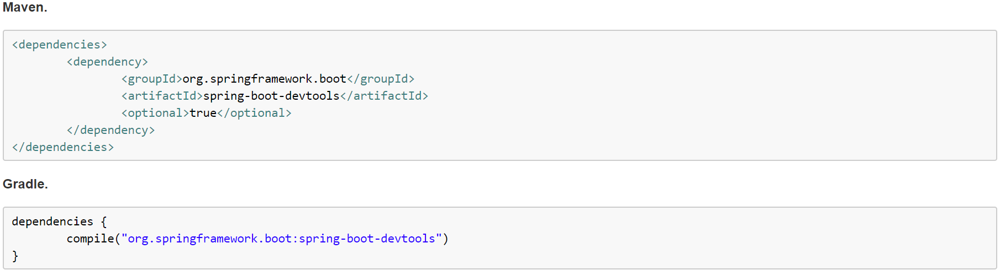 Maven.
<dependencies>
        <dependency>
                <groupId>org.springframework.boot</groupId>
                <artifactId>spring-boot-devtools</artifactId>
                <optional>true</optional>
        </dependency>
</dependencies>
Gradle.
dependencies {
        compile("org.springframework.boot:spring-boot-devtools")
}